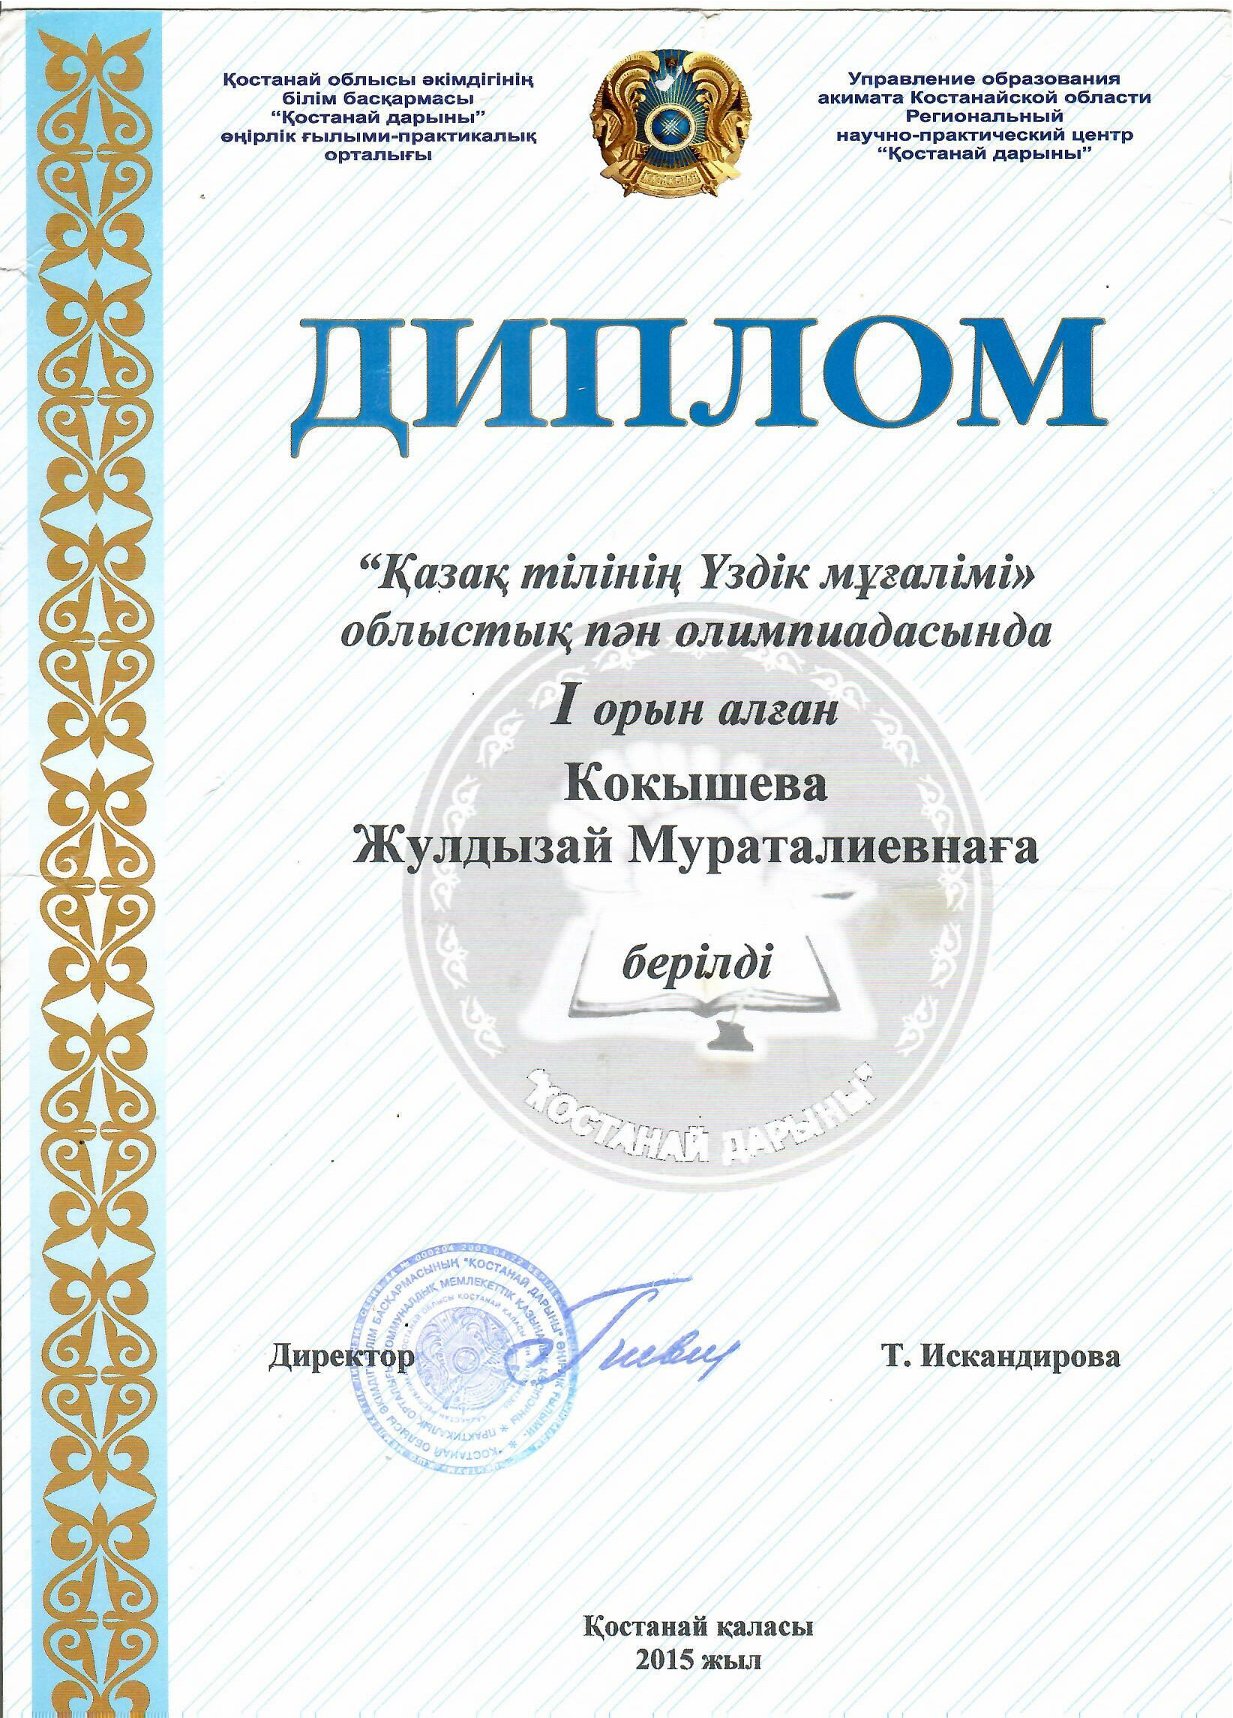 Қостанай облысы әкімдігінің
білім басқармасы
“Қостанай дарыны”
өңірлік ғылыми-практикалық
орталығы
Управление образования
акимата Костанайской области
Региональный
научно-практический центр
“Қостанай дарыны”
ДИПЛОМ
“Қазақ тілінің Үздік мұғалімі»
облыстық пән олимпиадасында
І орын алған
Кокышева
Жулдызай Мураталиевнаға
берілді
“ҚОСТАНАЙ ДАРЫНЫ”
Директор
Т. Искандирова
Қостанай қаласы
2015 жыл